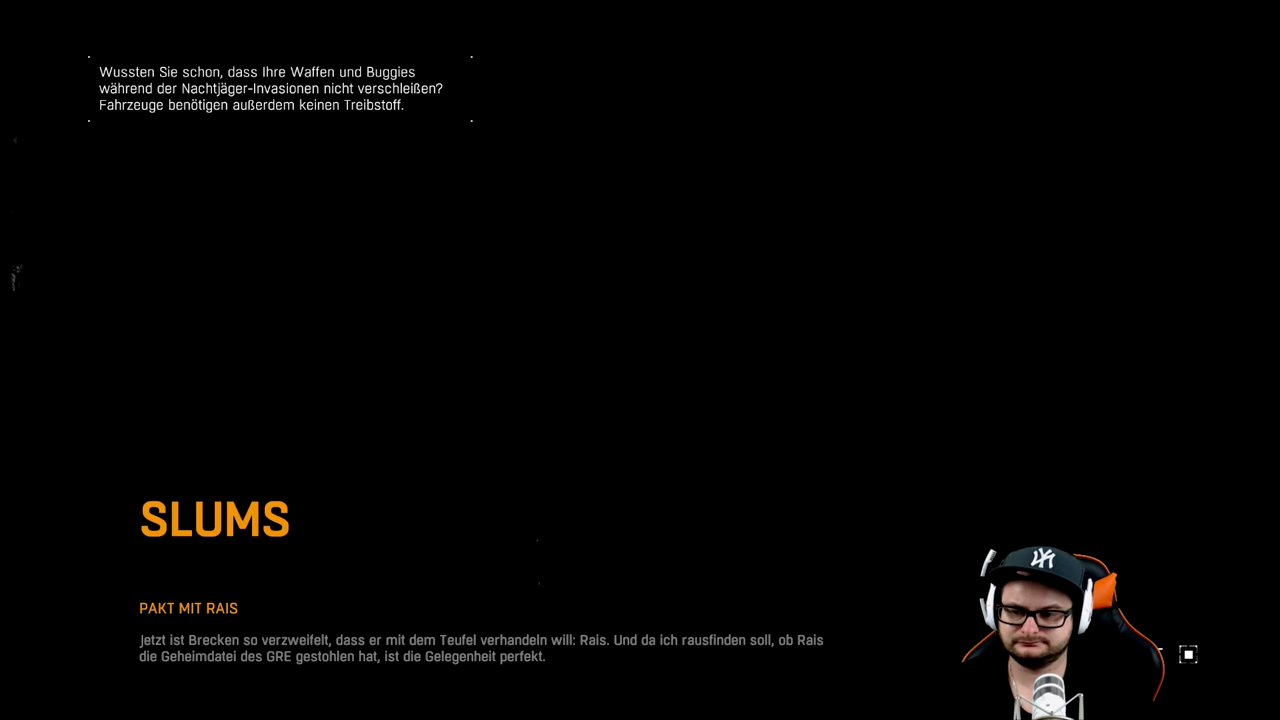 Wussten Sie schon, dass Ihre Waffen und Buggies
während der Nachtjäger-Invasionen nicht verschleißen?
Fahrzeuge benötigen außerdem keinen Treibstoff.
SLUMS
PAKT MIT RAIS
Jetzt ist Brecken so verzweifelt, dass er mit dem Teufel verhandeln will: Rais. Und da ich rausfinden soll, ob Rais
die Geheimdatei des GRE gestohlen hat, ist die Gelegenheit perfekt.